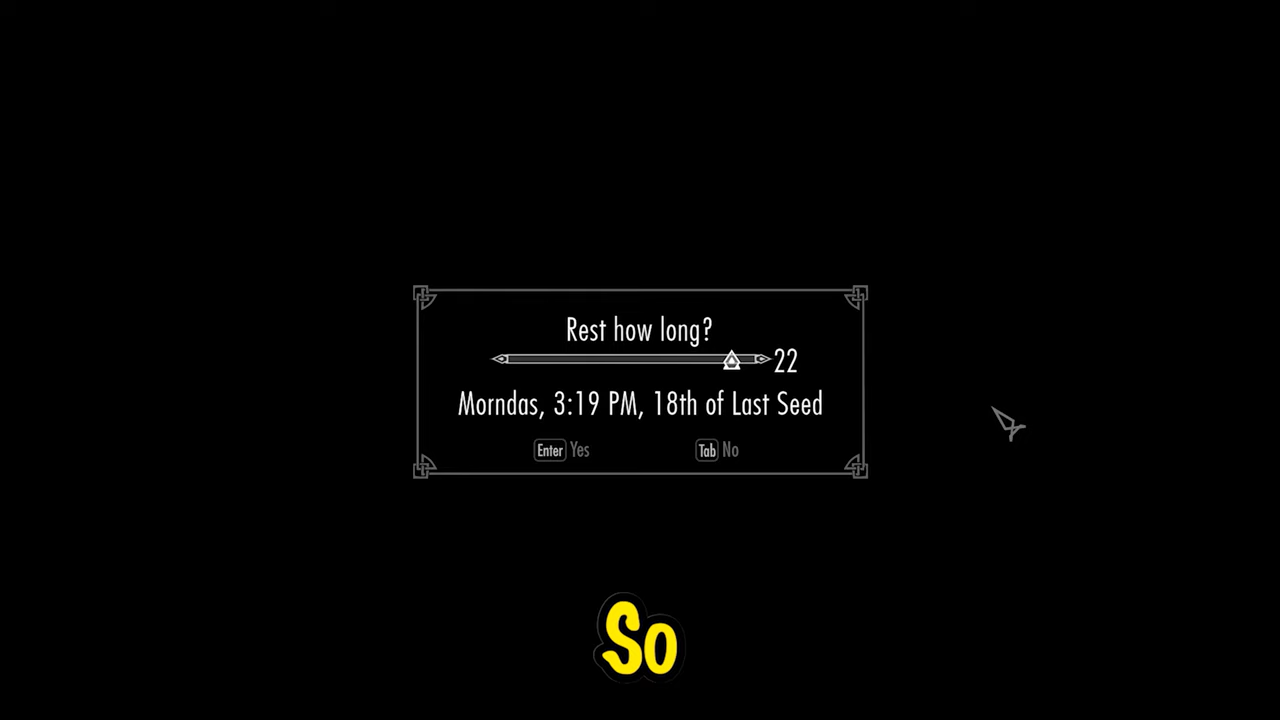 Rest how long?
22
Morndas, 3:19 PM, 18th of Last Seed
Enter Yes Tab No
So